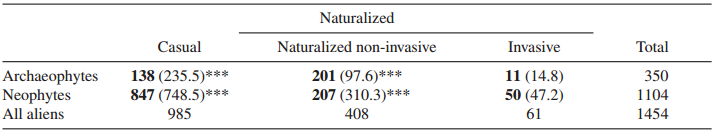 Naturalized
Casual Naturalized non-invasive Invasive Total
Archaeophytes 138 (235.5)*** 201 (97.6)*** 11 (14.8) 350
Neophytes 847 (748.5)*** 207 (310.3)*** 50 (47.2) 1104
All aliens 985 408 61 1454